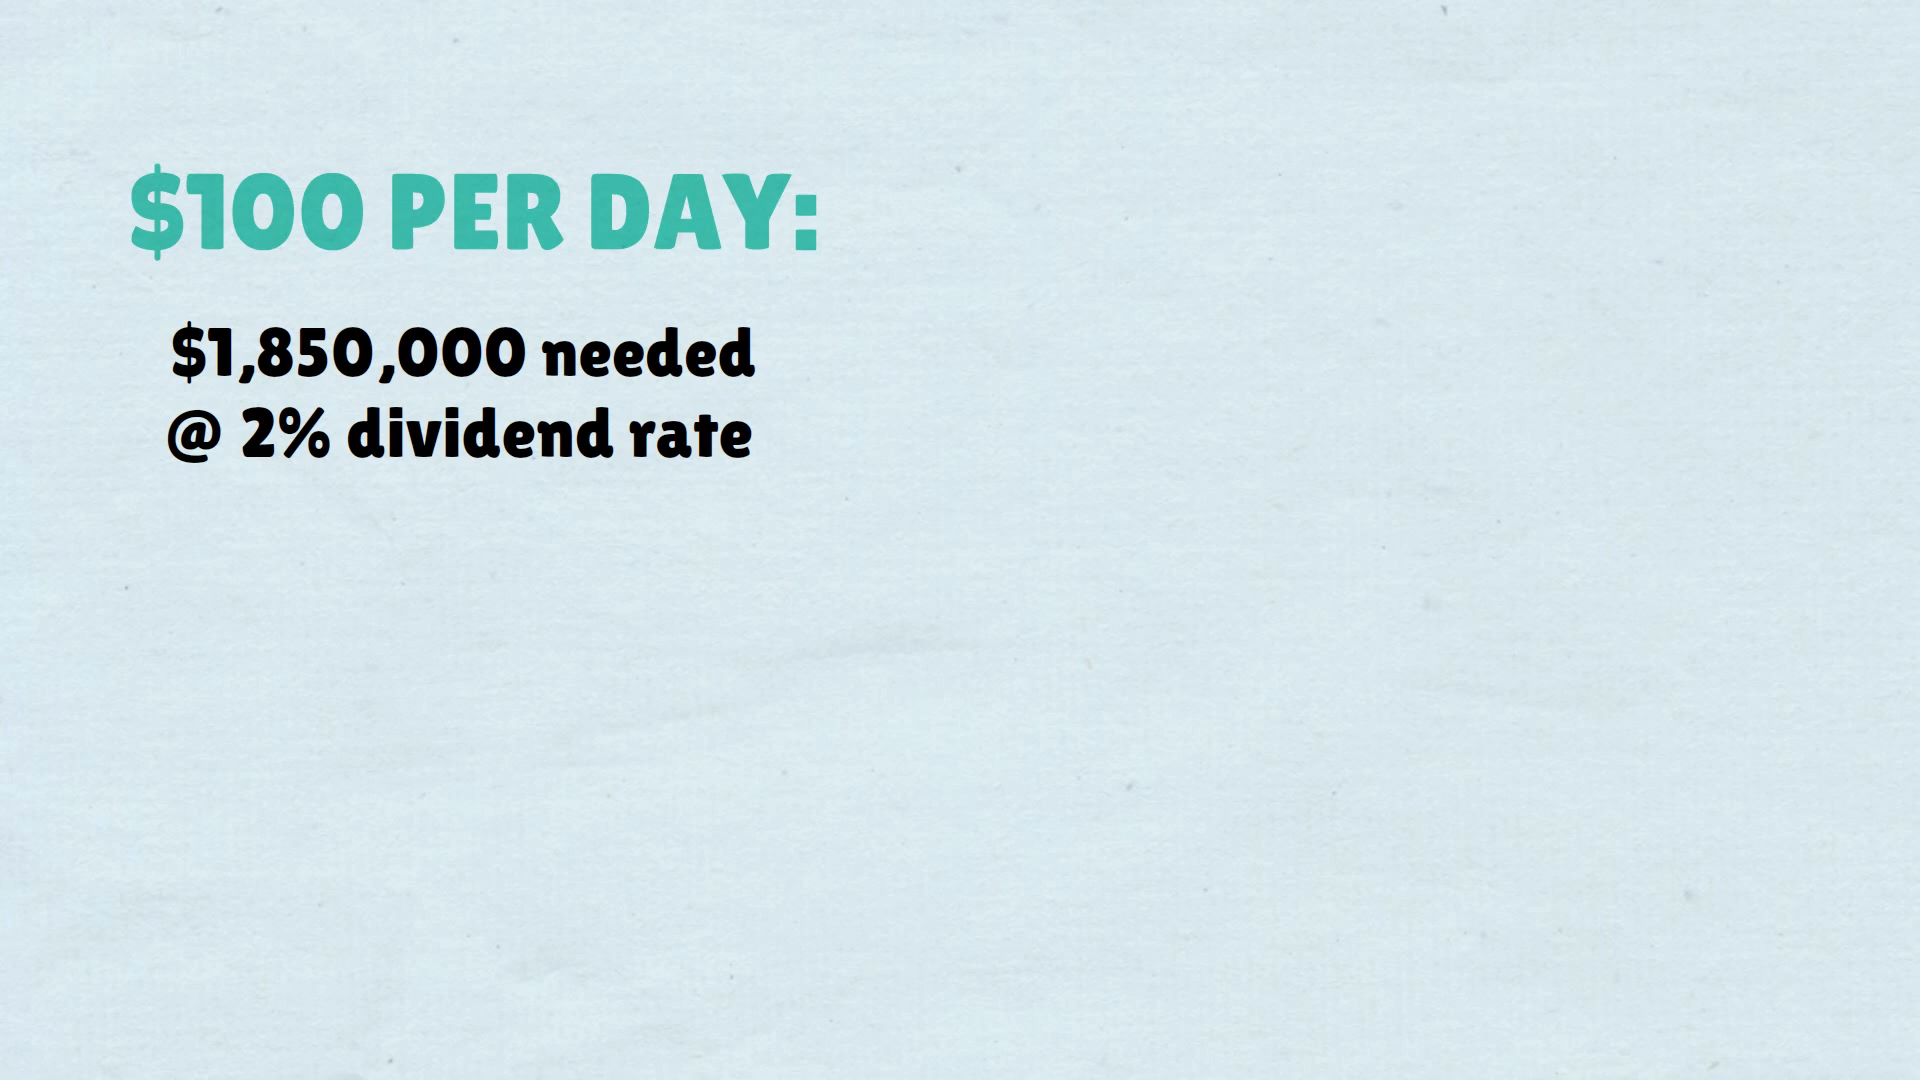 $100 PER DAY:
$1,850,000 needed
@ 2% dividend rate